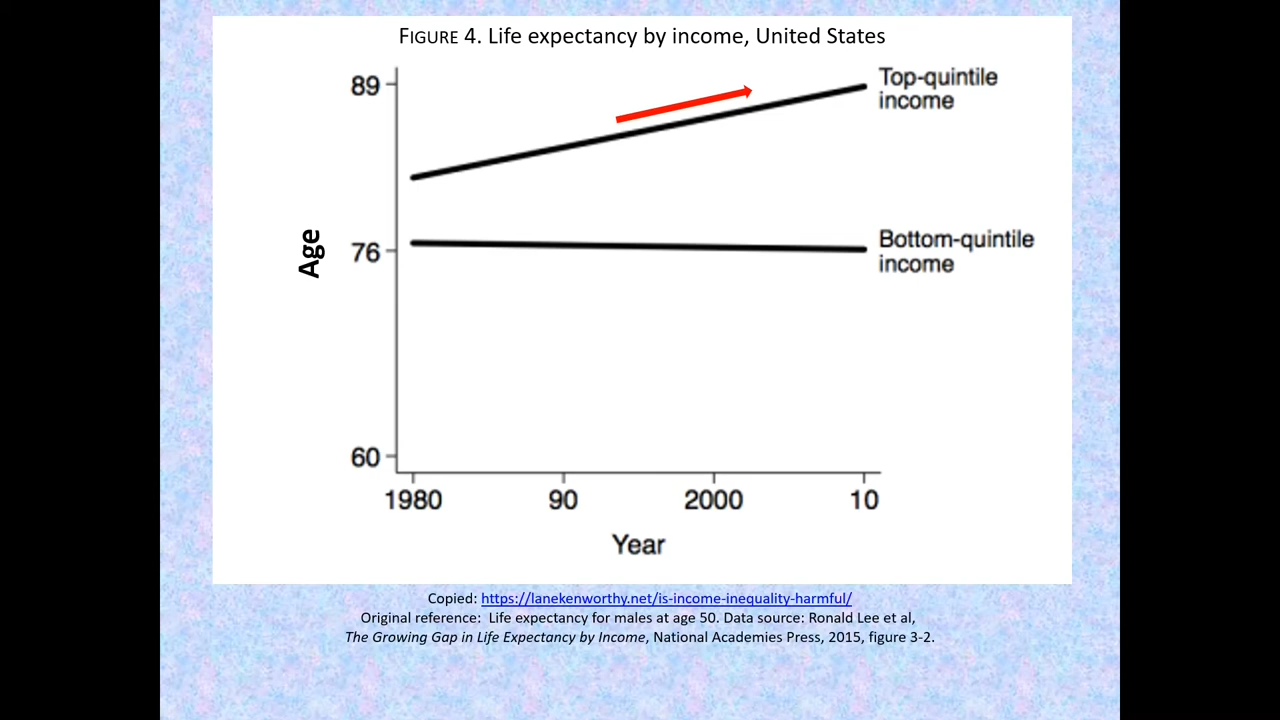 FIGURE 4. Life expectancy by income, United States
89
Top-quintile
income
Age
76
Bottom-quintile
income
60
1980 90 2000 10
Year
Copied: https://lanekenworthy.net/is-income-inequality-harmful/
Original reference: Life expectancy for males at age 50. Data source: Ronald Lee et al,
The Growing Gap in Life Expectancy by Income, National Academies Press, 2015, figure 3-2.